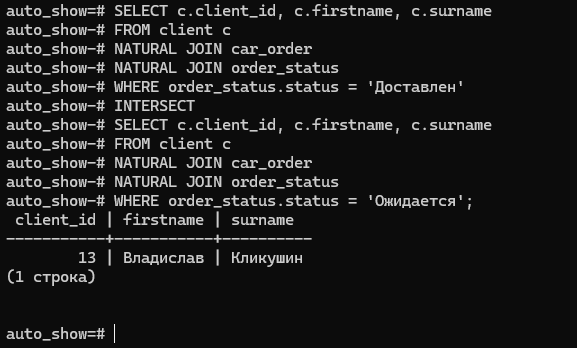 auto_show=# SELECT c.client_id, c.firstname, c.surname
auto_show-# FROM client c
auto_show-# NATURAL JOIN car_order
auto_show-# NATURAL JOIN order_status
auto_show-# WHERE order_status.status = 'Доставлен'
auto_show-# INTERSECT
auto_show-# SELECT c.client_id, c.firstname, c.surname
auto_show-# FROM client c
auto_show-# NATURAL JOIN car_order
auto_show-# NATURAL JOIN order_status
auto_show-# WHERE order_status.status = 'Ожидается';
 client_id | firstname | surname
-----------+-----------+----------
        13 | Владислав | Кликушин
(1 строка)
auto_show=#